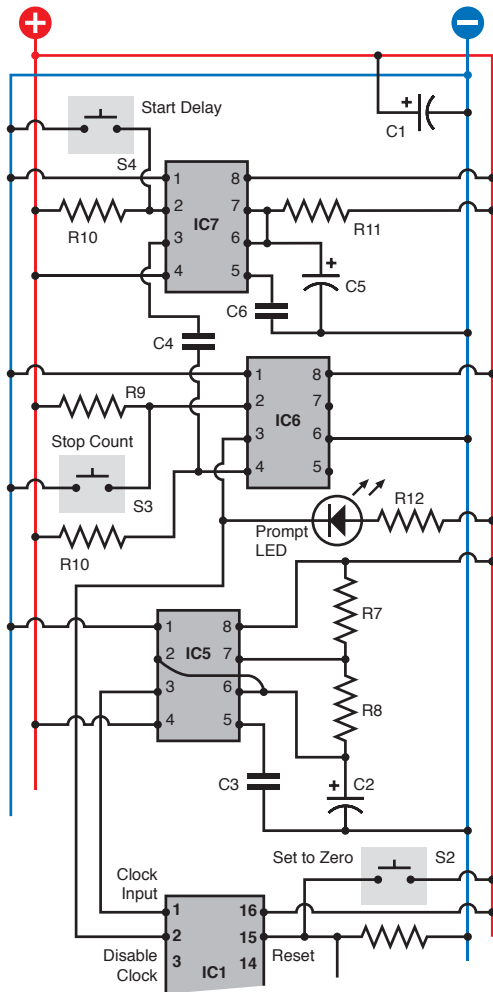 +
−
+
C1
Start Delay
S4
1
8
R10
2
7
R11
IC7
3
6
4
5
+
C5
C6
C4
1
8
R9
2
7
IC6
3
6
Stop Count
4
5
S3
R12
Prompt
LED
R10
1
8
R7
2
IC5
7
3
6
R8
4
5
+
C3
C2
Set to Zero
S2
Clock
Input
1
16
2
15
Reset
Disable
Clock
3
14
IC1